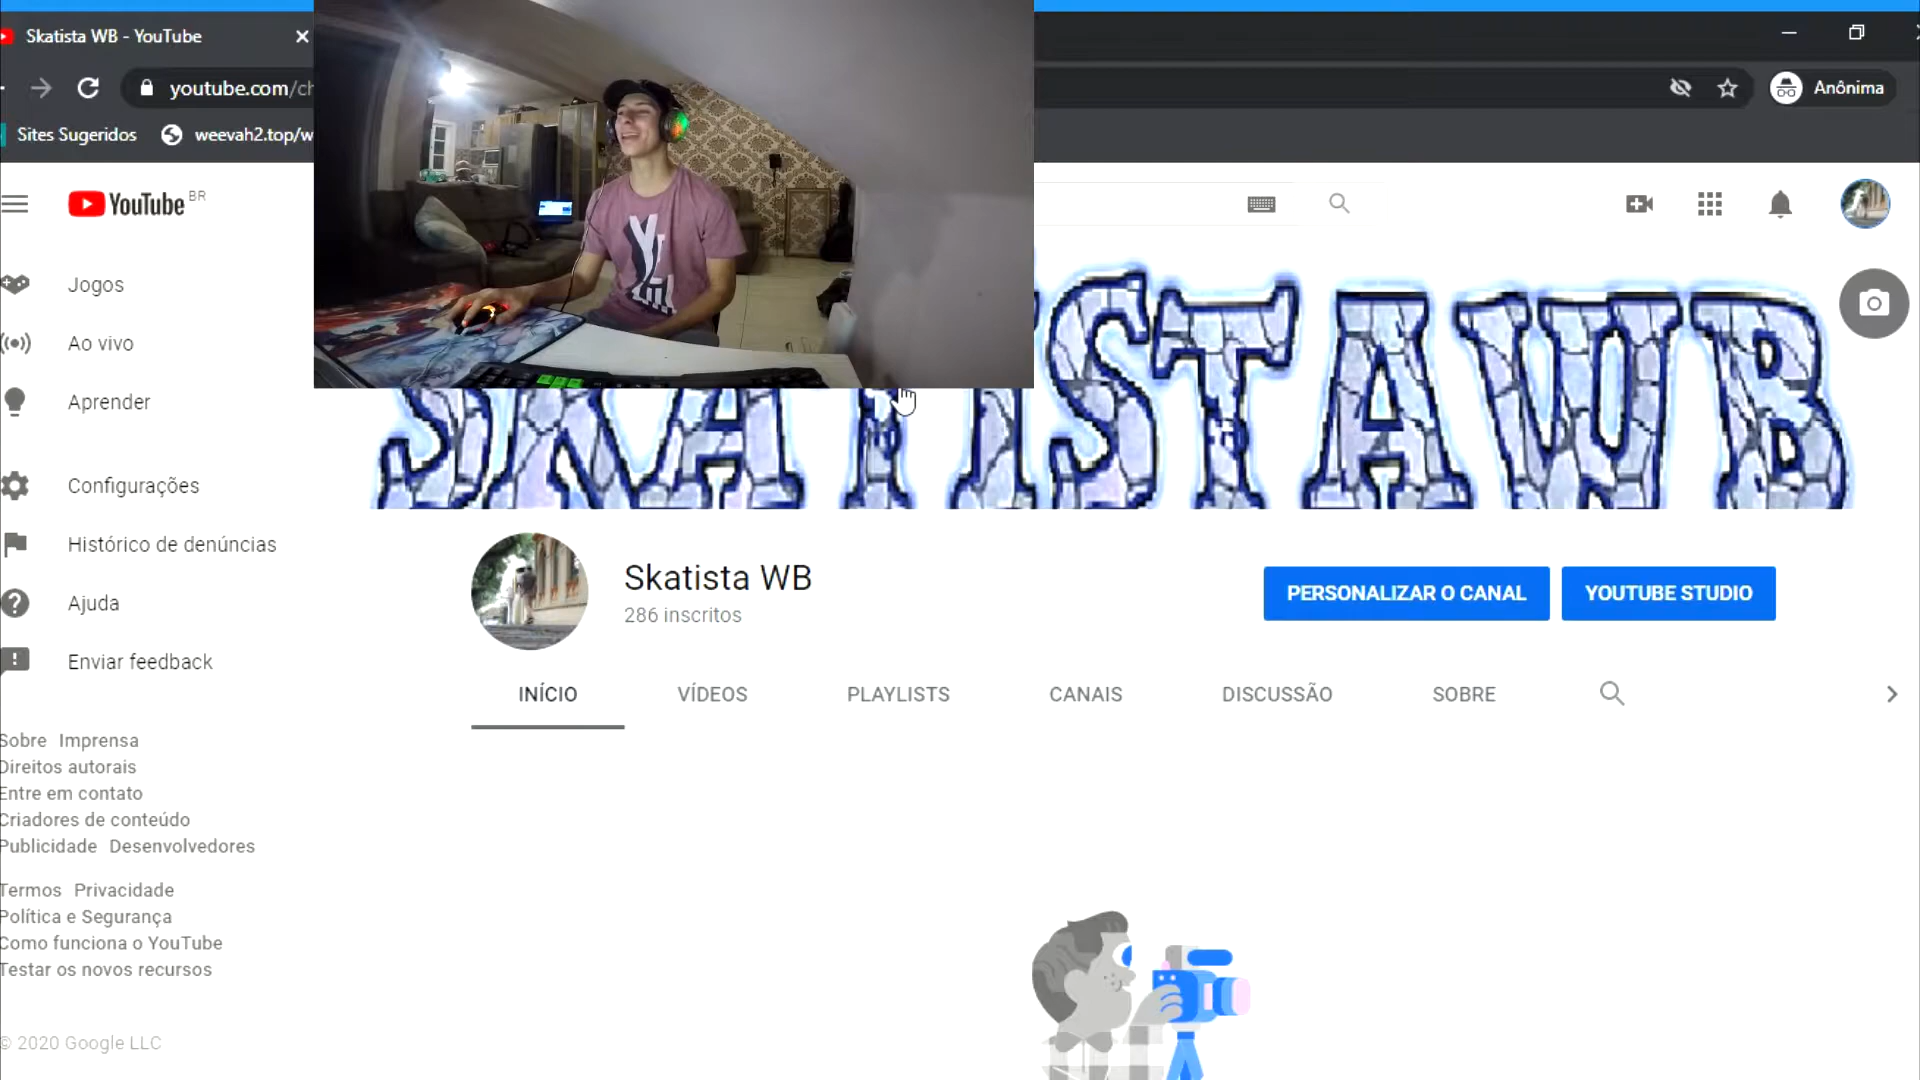 Skatista WB - YouTube
youtube.com/ch
Anônima
Sites Sugeridos
weevah2.top/w
YouTube BR
Jogos
Ao vivo
Aprender
Configurações
Histórico de denúncias
Ajuda
Enviar feedback
Sobre Imprensa
Direitos autorais
Entre em contato
Criadores de conteúdo
Publicidade Desenvolvedores
Termos Privacidade
Política e Segurança
Como funciona o YouTube
Testar os novos recursos
© 2020 Google LLC
SKATISTAWB
Skatista WB
286 inscritos
PERSONALIZAR O CANAL
YOUTUBE STUDIO
INÍCIO
VÍDEOS
PLAYLISTS
CANAIS
DISCUSSÃO
SOBRE